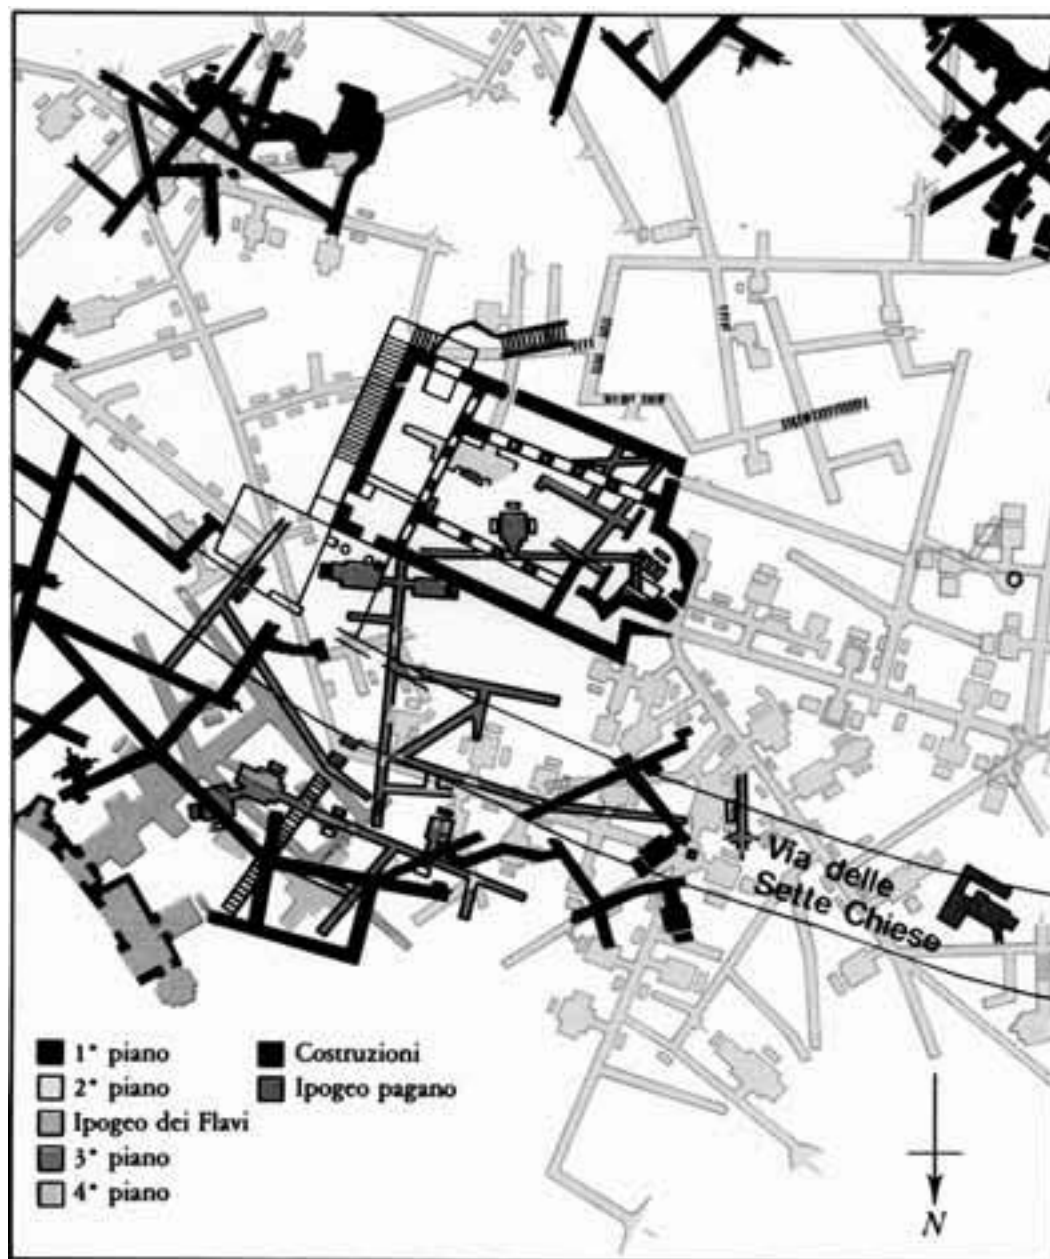 Via delle
Sette Chiese
1° piano
2° piano
Ipogeo dei Flavi
3° piano
4° piano
Costruzioni
Ipogeo pagano
N